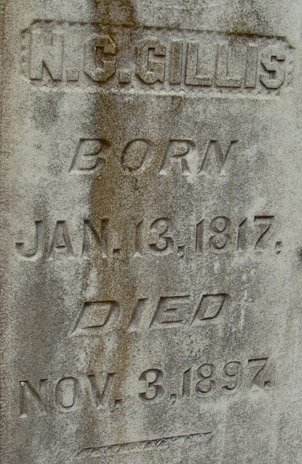 N.C.GILLIS
BORN
JAN. 13, 1817.
DIED
NOV. 3, 1897.